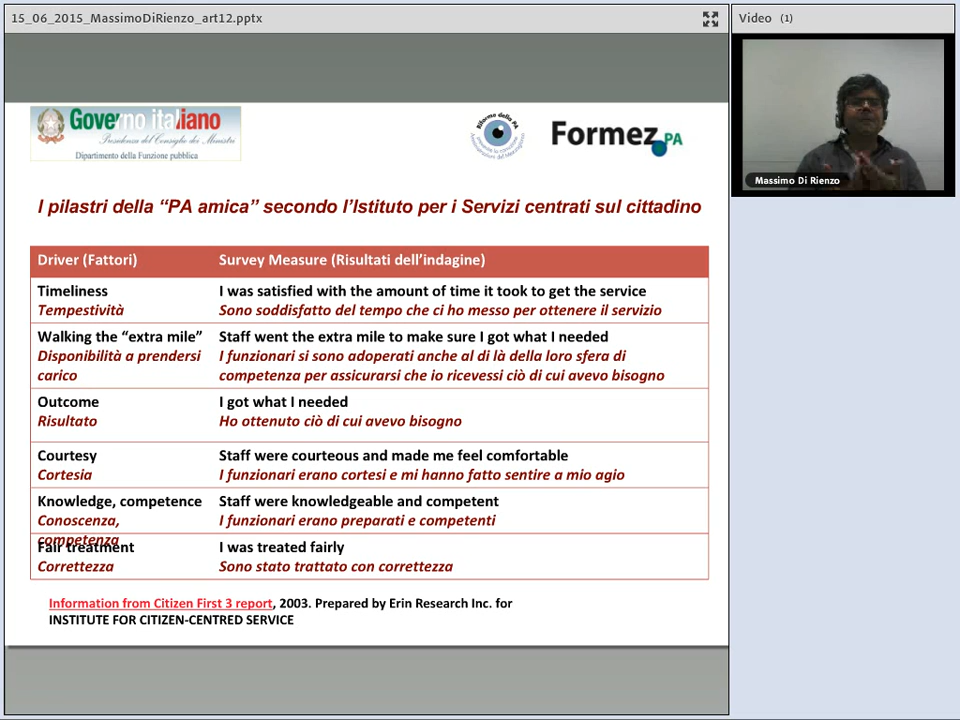 15_06_2015_MassimoDiRienzo_art12.pptx
Video (1)
Massimo Di Rienzo
Governo italiano
Presidenza del Consiglio dei Ministri
Dipartimento della Funzione pubblica
Riforme della PA
Formez PA
I pilastri della “PA amica” secondo l’Istituto per i Servizi centrati sul cittadino
Driver (Fattori) Survey Measure (Risultati dell’indagine)
Timeliness I was satisfied with the amount of time it took to get the service
Tempestività Sono soddisfatto del tempo che ci ho messo per ottenere il servizio
Walking the “extra mile” Staff went the extra mile to make sure I got what I needed
Disponibilità a prendersi I funzionari si sono adoperati anche al di là della loro sfera di
carico competenza per assicurarsi che io ricevessi ciò di cui avevo bisogno
Outcome I got what I needed
Risultato Ho ottenuto ciò di cui avevo bisogno
Courtesy Staff were courteous and made me feel comfortable
Cortesia I funzionari erano cortesi e mi hanno fatto sentire a mio agio
Knowledge, competence Staff were knowledgeable and competent
Conoscenza, I funzionari erano preparati e competenti
competenza
Fair treatment I was treated fairly
Correttezza Sono stato trattato con correttezza
Information from Citizen First 3 report, 2003. Prepared by Erin Research Inc. for
INSTITUTE FOR CITIZEN-CENTRED SERVICE